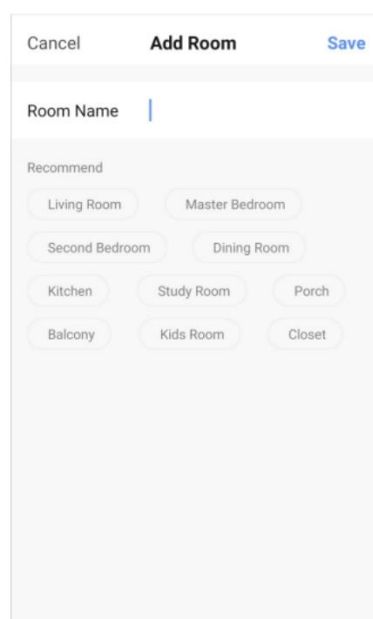 Cancel Add Room Save
Room Name
Recommend
Living Room Master Bedroom
Second Bedroom Dining Room
Kitchen Study Room Porch
Balcony Kids Room Closet